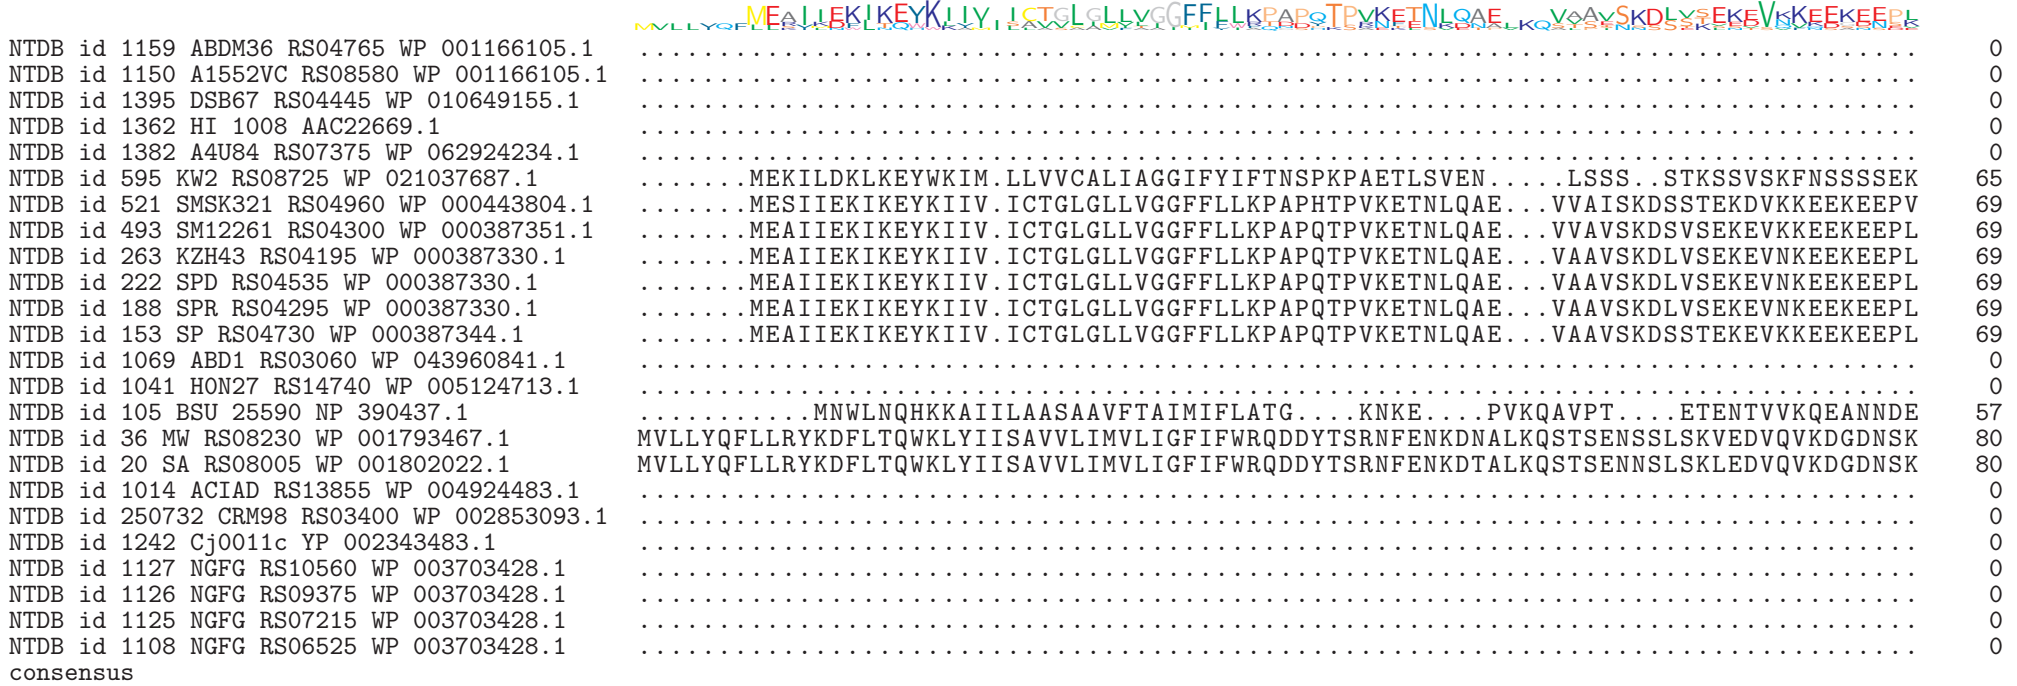 NTDB id 1159 ABDM36 RS04765 WP 001166105.1 ................................................................................ 0
NTDB id 1150 A1552VC RS08580 WP 001166105.1 ................................................................................ 0
NTDB id 1395 DSB67 RS04445 WP 010649155.1 ................................................................................ 0
NTDB id 1362 HI 1008 AAC22669.1 ................................................................................ 0
NTDB id 1382 A4U84 RS07375 WP 062924234.1 ................................................................................ 0
NTDB id 595 KW2 RS08725 WP 021037687.1 .......MEKILDKLKEYWKIM.LLVVCALIAGGIFYIFTNSPKPAETLSVEN.....LSSS..STKSSVSKFNSSSSEK 65
NTDB id 521 SMSK321 RS04960 WP 000443804.1 .......MESIIEKIKEYKIIV.ICTGLGLLVGGFFLLKPAPHTPVKETNLQAE...VVAISKDSSTEKDVKKEEKEEPV 69
NTDB id 493 SM12261 RS04300 WP 000387351.1 .......MEAIIEKIKEYKIIV.ICTGLGLLVGGFFLLKPAPQTPVKETNLQAE...VVAVSKDSVSEKEVKKEEKEEPL 69
NTDB id 263 KZH43 RS04195 WP 000387330.1 .......MEAIIEKIKEYKIIV.ICTGLGLLVGGFFLLKPAPQTPVKETNLQAE...VAAVSKDLVSEKEVNKEEKEEPL 69
NTDB id 222 SPD RS04535 WP 000387330.1 .......MEAIIEKIKEYKIIV.ICTGLGLLVGGFFLLKPAPQTPVKETNLQAE...VAAVSKDLVSEKEVNKEEKEEPL 69
NTDB id 188 SPR RS04295 WP 000387330.1 .......MEAIIEKIKEYKIIV.ICTGLGLLVGGFFLLKPAPQTPVKETNLQAE...VAAVSKDLVSEKEVNKEEKEEPL 69
NTDB id 153 SP RS04730 WP 000387344.1 .......MEAIIEKIKEYKIIV.ICTGLGLLVGGFFLLKPAPQTPVKETNLQAE...VAAVSKDSSTEKEVKKEEKEEPL 69
NTDB id 1069 ABD1 RS03060 WP 043960841.1 ................................................................................ 0
NTDB id 1041 HON27 RS14740 WP 005124713.1 ................................................................................ 0
NTDB id 105 BSU 25590 NP 390437.1 ...........MNWLNQHKKAIILAASAAVFTAIMIFLATG....KNKE....PVKQAVPT....ETENTVVKQEANNDE 57
NTDB id 36 MW RS08230 WP 001793467.1 MVLLYQFLLRYKDFLTQWKLYIISAVVLIMVLIGFIFWRQDDYTSRNFENKDNALKQSTSENSSLSKVEDVQVKDGDNSK 80
NTDB id 20 SA RS08005 WP 001802022.1 MVLLYQFLLRYKDFLTQWKLYIISAVVLIMVLIGFIFWRQDDYTSRNFENKDTALKQSTSENNSLSKLEDVQVKDGDNSK 80
NTDB id 1014 ACIAD RS13855 WP 004924483.1 ................................................................................ 0
NTDB id 250732 CRM98 RS03400 WP 002853093.1 ................................................................................ 0
NTDB id 1242 Cj0011c YP 002343483.1 ................................................................................ 0
NTDB id 1127 NGFG RS10560 WP 003703428.1 ................................................................................ 0
NTDB id 1126 NGFG RS09375 WP 003703428.1 ................................................................................ 0
NTDB id 1125 NGFG RS07215 WP 003703428.1 ................................................................................ 0
NTDB id 1108 NGFG RS06525 WP 003703428.1 ................................................................................ 0
consensus